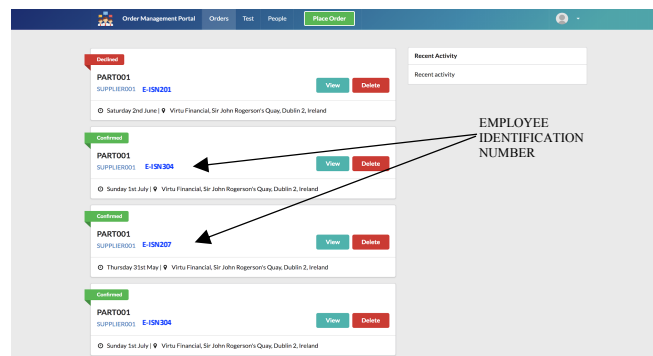 Order Management Portal Orders Test People Place Order
Declined
PART001
SUPPLIER001 E-ISN201
View Delete
Saturday 2nd June | Virtu Financial, Sir John Rogerson's Quay, Dublin 2, Ireland
Confirmed
PART001
SUPPLIER001 E-ISN304
View Delete
Sunday 1st July | Virtu Financial, Sir John Rogerson's Quay, Dublin 2, Ireland
Confirmed
PART001
SUPPLIER001 E-ISN207
View Delete
Thursday 31st May | Virtu Financial, Sir John Rogerson's Quay, Dublin 2, Ireland
Confirmed
PART001
SUPPLIER001 E-ISN304
View Delete
Sunday 1st July | Virtu Financial, Sir John Rogerson's Quay, Dublin 2, Ireland
Recent Activity
Recent activity
EMPLOYEE
IDENTIFICATION
NUMBER